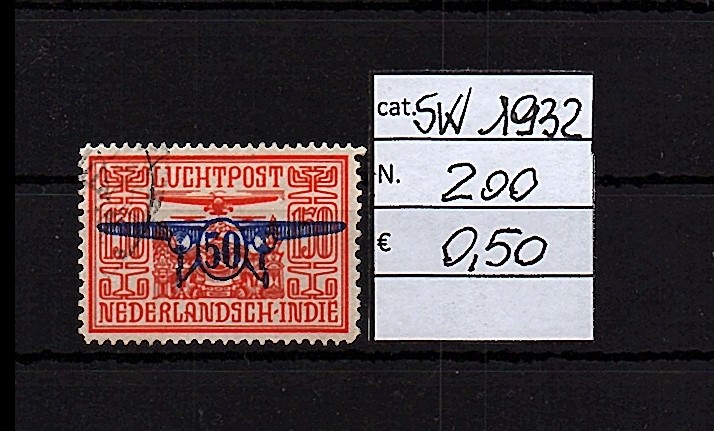 LUCHTPOST
150 50 150
NEDERLANDSCH-INDIË
cat. SW 1932
N. 200
€ 0,50